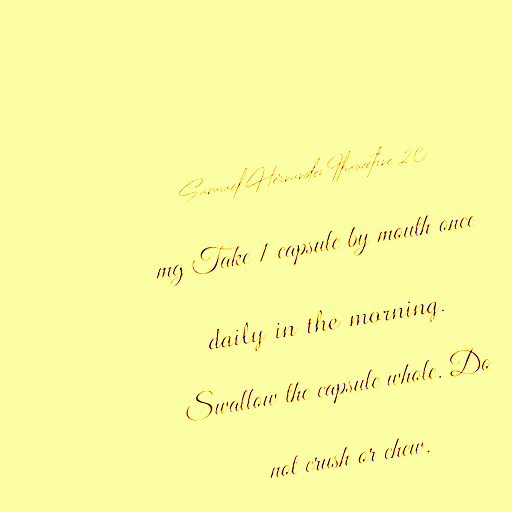 Samuel Hernandez 20
mg Take 1 capsule by mouth once
daily in the morning.
Swallow the capsule whole. Do
not crush or chew.